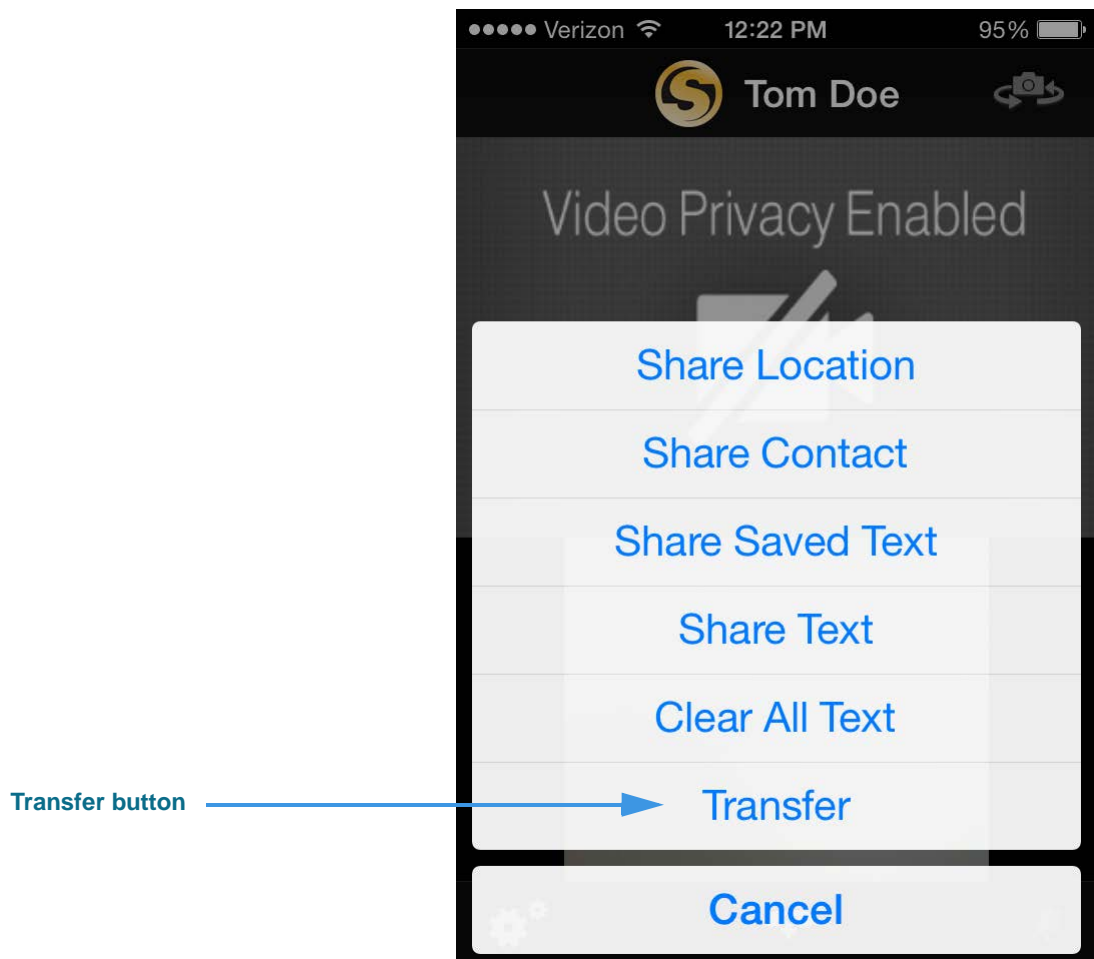 Verizon 12:22 PM 95%
S Tom Doe
Video Privacy Enabled
Share Location
Share Contact
Share Saved Text
Share Text
Clear All Text
Transfer button Transfer
Cancel